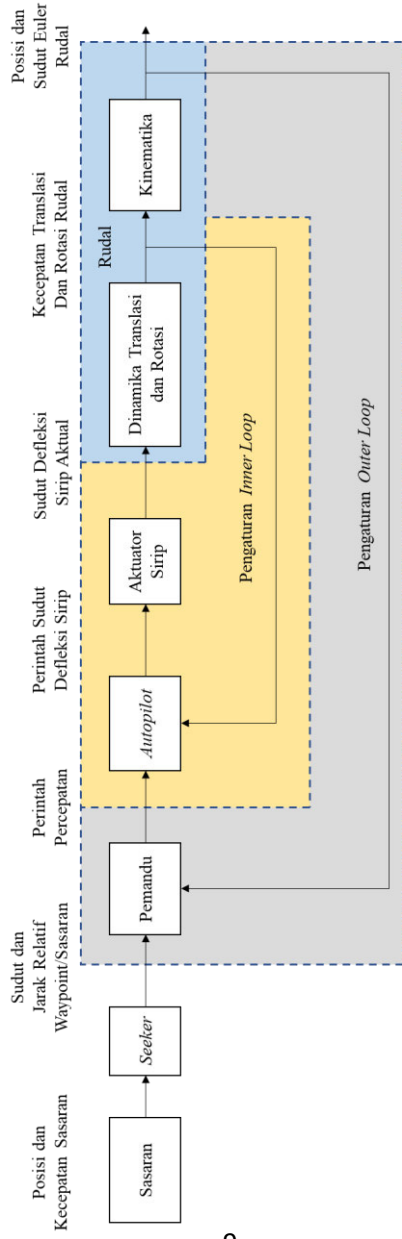 Posisi dan
Kecepatan Sasaran
Sudut dan
Jarak Relatif
Waypoint/Sasaran
Perintah
Percepatan
Perintah Sudut
Defleksi Sirip
Sudut Defleksi
Sirip Aktual
Kecepatan Translasi
Dan Rotasi Rudal
Posisi dan
Sudut Euler
Rudal
Sasaran
Seeker
Pemandu
Autopilot
Aktuator
Sirip
Dinamika Translasi
dan Rotasi
Rudal
Kinematika
Pengaturan Inner Loop
Pengaturan Outer Loop